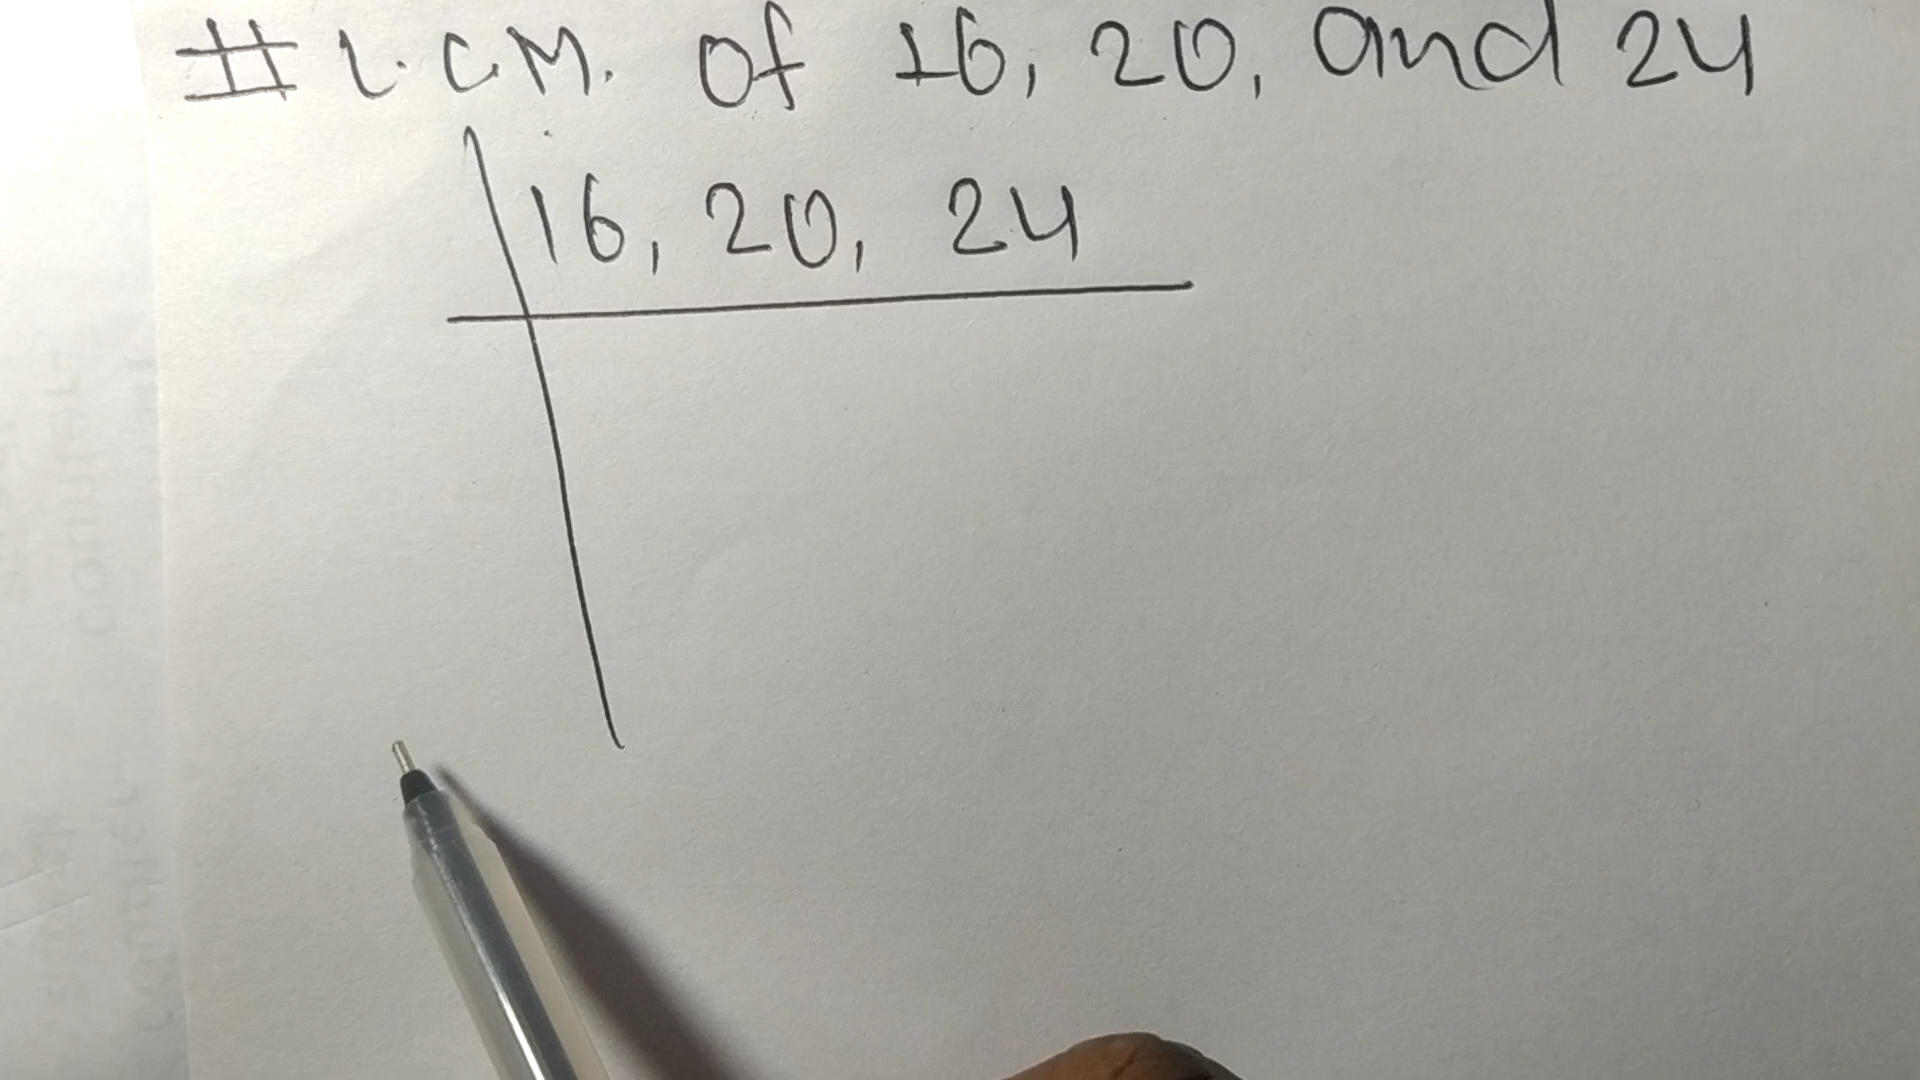 # L.C.M. Of 16, 20, and 24
16, 20, 24